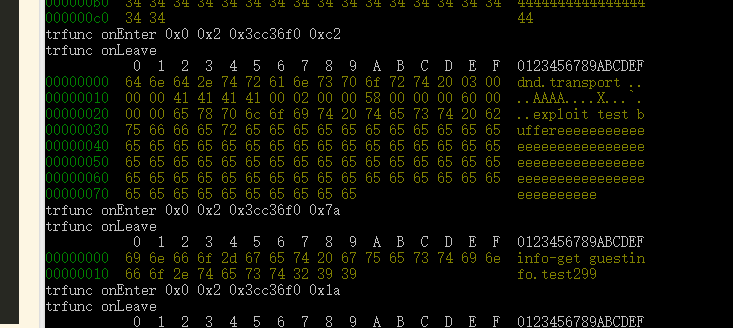 000000b0 34 34 34 34 34 34 34 34 34 34 34 34 34 34 34 34 4444444444444444
000000c0 34 34 44
trfunc onEnter 0x0 0x2 0x3cc36f0 0xc2
trfunc onLeave
0 1 2 3 4 5 6 7 8 9 A B C D E F 0123456789ABCDEF
00000000 64 6e 64 2e 74 72 61 6e 73 70 6f 72 74 20 03 00 dnd.transport ..
00000010 00 00 41 41 41 41 00 02 00 00 58 00 00 00 60 00 ..AAAA....X...`.
00000020 00 00 65 78 70 6c 6f 69 74 20 74 65 73 74 20 62 ..exploit test b
00000030 75 66 66 65 72 65 65 65 65 65 65 65 65 65 65 65 uffereeeeeeeeeee
00000040 65 65 65 65 65 65 65 65 65 65 65 65 65 65 65 65 eeeeeeeeeeeeeeee
00000050 65 65 65 65 65 65 65 65 65 65 65 65 65 65 65 65 eeeeeeeeeeeeeeee
00000060 65 65 65 65 65 65 65 65 65 65 65 65 65 65 65 65 eeeeeeeeeeeeeeee
00000070 65 65 65 65 65 65 65 65 65 65 eeeeeeeeee
trfunc onEnter 0x0 0x2 0x3cc36f0 0x7a
trfunc onLeave
0 1 2 3 4 5 6 7 8 9 A B C D E F 0123456789ABCDEF
00000000 69 6e 66 6f 2d 67 65 74 20 67 75 65 73 74 69 6e info-get guestin
00000010 66 6f 2e 74 65 73 74 32 39 39 fo.test299
trfunc onEnter 0x0 0x2 0x3cc36f0 0x1a
trfunc onLeave
0 1 2 3 4 5 6 7 8 9 A B C D E F 0123456789ABCDEF